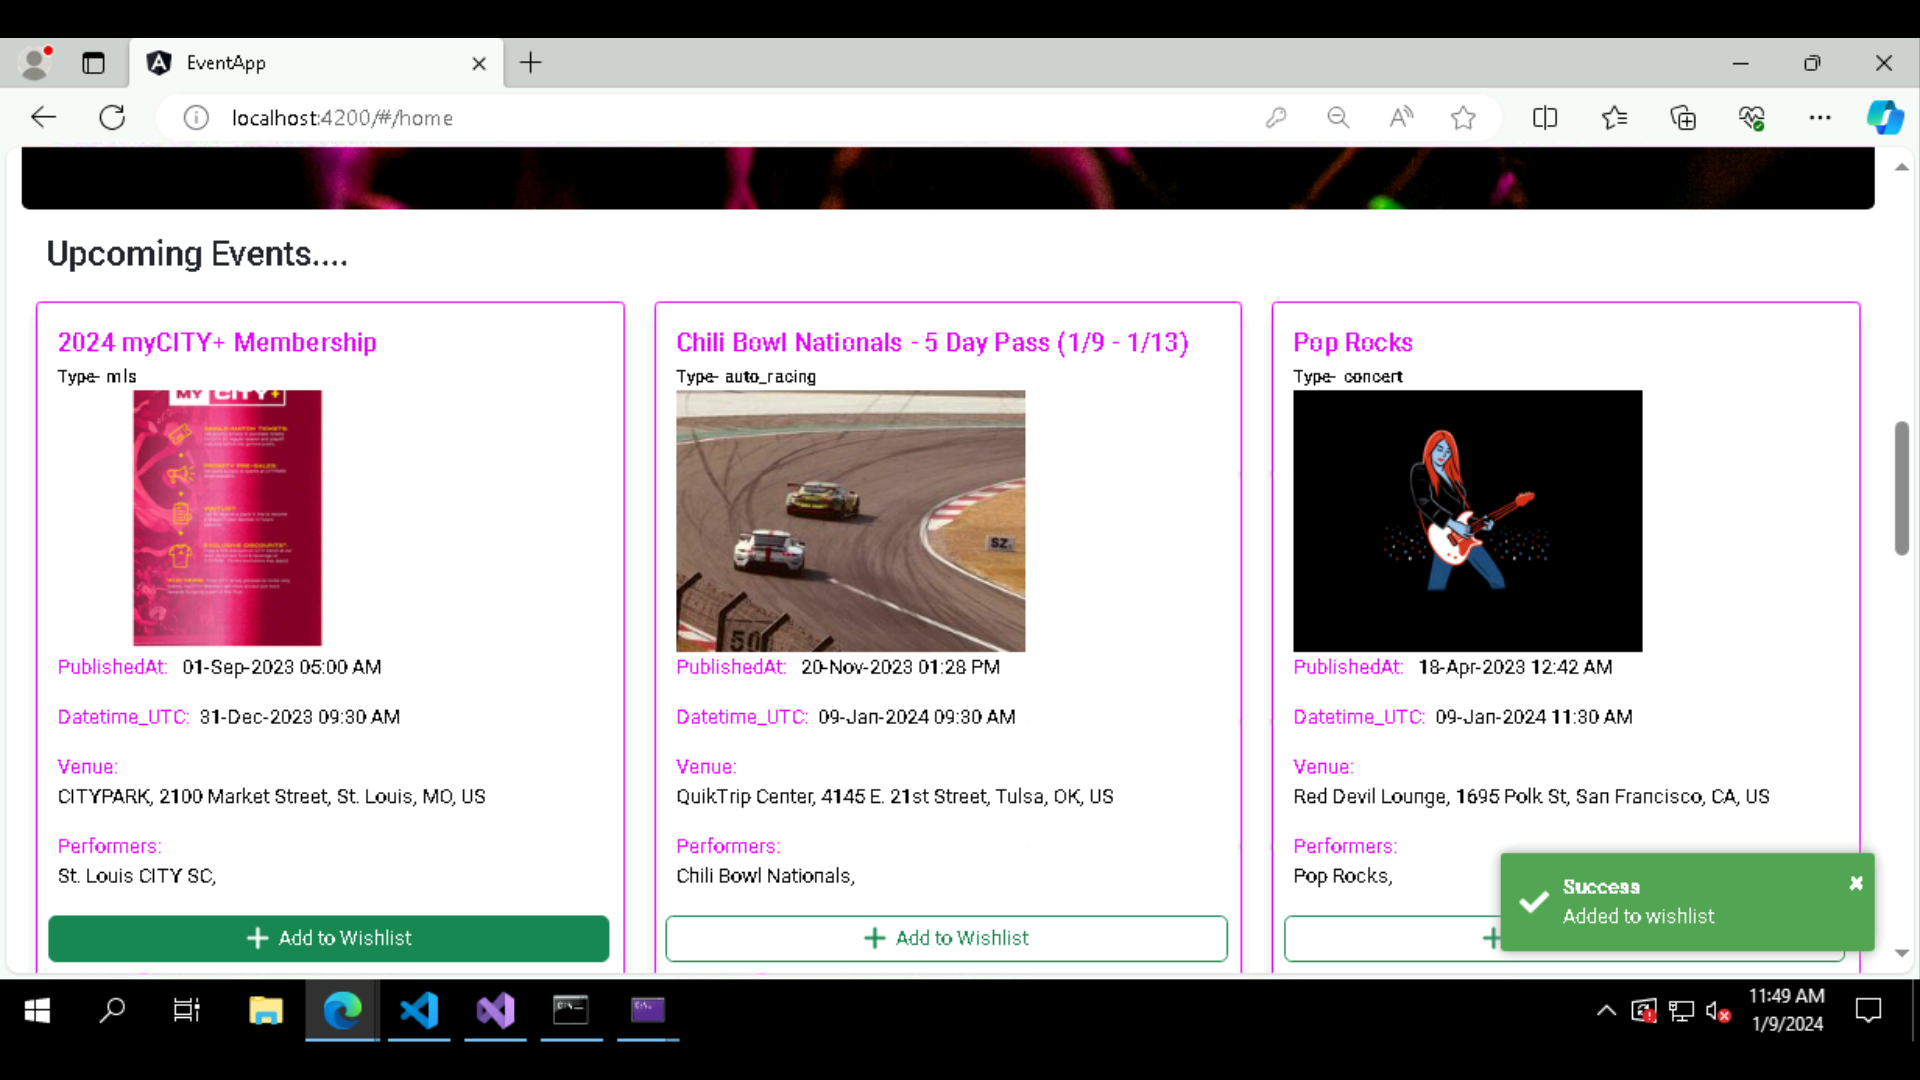 EventApp
localhost:4200/#/home
Upcoming Events....
2024 myCITY+ Membership
Type- mls
MY CITY+
PublishedAt: 01-Sep-2023 05:00 AM
Datetime_UTC: 31-Dec-2023 09:30 AM
Venue:
CITYPARK, 2100 Market Street, St. Louis, MO, US
Performers:
St. Louis CITY SC,
+ Add to Wishlist
Chili Bowl Nationals - 5 Day Pass (1/9 - 1/13)
Type- auto_racing
SZ
50
PublishedAt: 20-Nov-2023 01:28 PM
Datetime_UTC: 09-Jan-2024 09:30 AM
Venue:
QuikTrip Center, 4145 E. 21st Street, Tulsa, OK, US
Performers:
Chili Bowl Nationals,
+ Add to Wishlist
Pop Rocks
Type- concert
PublishedAt: 18-Apr-2023 12:42 AM
Datetime_UTC: 09-Jan-2024 11:30 AM
Venue:
Red Devil Lounge, 1695 Polk St, San Francisco, CA, US
Performers:
Pop Rocks,
+
Success
Added to wishlist
11:49 AM
1/9/2024